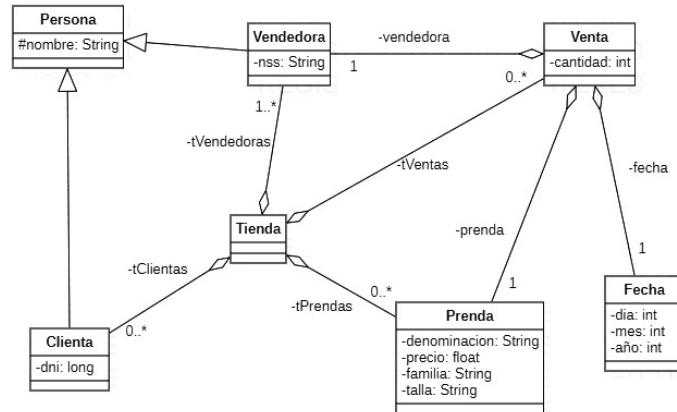 Persona
#nombre: String
Vendedora
-nss: String
-vendedora
1
Venta
-cantidad: int
0..*
1..*
-tVendedoras
-tVentas
-fecha
Tienda
-prenda
-tClientas
0..*
-tPrendas
0..*
1
1
Clienta
-dni: long
Prenda
-denominacion: String
-precio: float
-familia: String
-talla: String
Fecha
-dia: int
-mes: int
-año: int